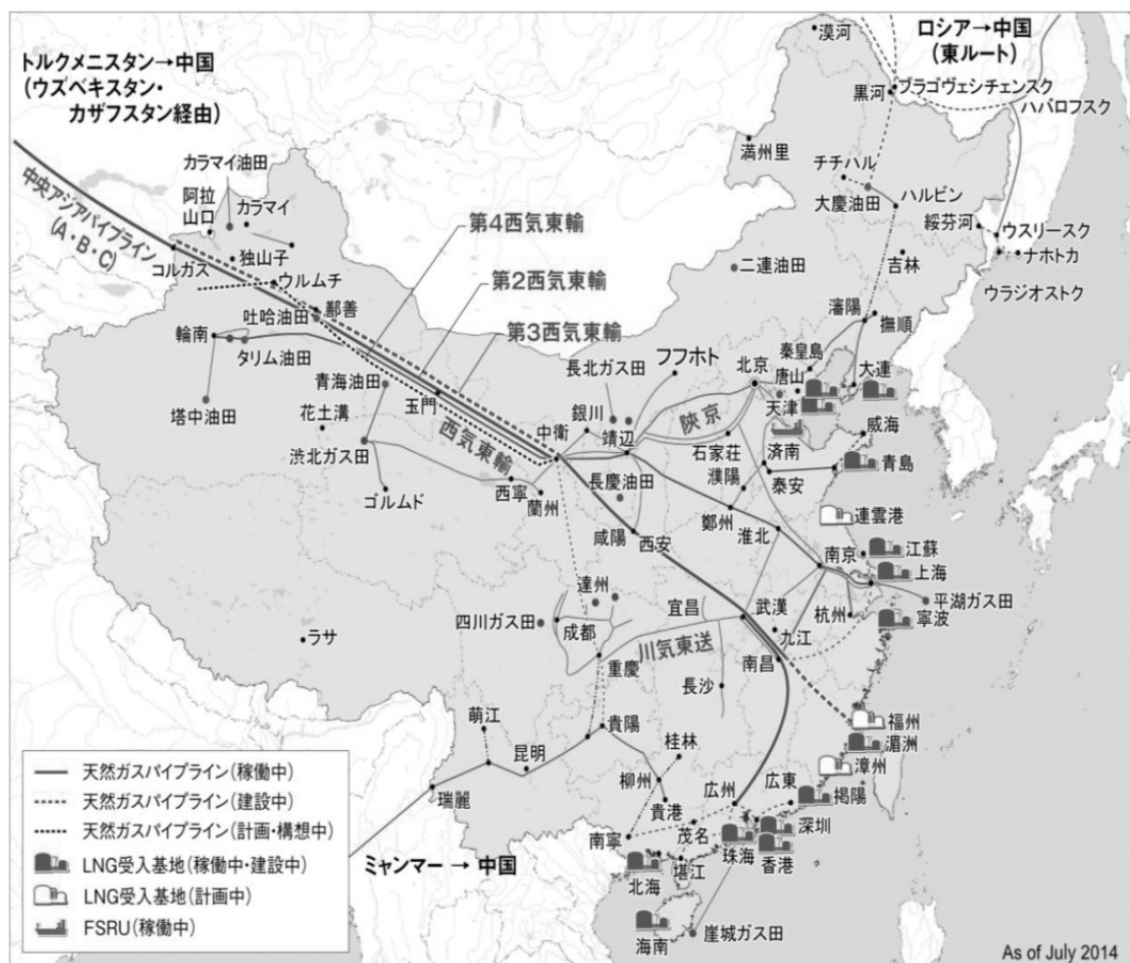 トルクメニスタン→中国
(ウズベキスタン・
カザフスタン経由)
ロシア→中国
(東ルート)
漠河
黒河
ブラゴヴェシチェンスク
ハバロフスク
満州里
チチハル
大慶油田
ハルビン
綏芬河
ウスリースク
ナホトカ
ウラジオストク
吉林
二連油田
瀋陽
撫順
カラマイ油田
阿拉
山口
カラマイ
中央アジアパイプライン
(A・B・C)
コルガス
独山子
ウルムチ
第4西気東輸
第2西気東輸
第3西気東輸
鄯善
吐哈油田
輪南
タリム油田
塔中油田
青海油田
花土溝
玉門
西気東輸
渋北ガス田
ゴルムド
西寧
蘭州
中衛
銀川
長北ガス田
フフホト
靖辺
陝京
北京
秦皇島
唐山
天津
大連
威海
石家荘
済南
青島
濮陽
泰安
長慶油田
鄭州
淮北
連雲港
咸陽
西安
南京
江蘇
上海
平湖ガス田
達州
宜昌
武漢
杭州
寧波
四川ガス田
成都
川気東送
九江
重慶
南昌
ラサ
長沙
萌江
貴陽
桂林
福州
湄洲
昆明
柳州
広州
広東
漳州
掲陽
瑞麗
貴港
南寧
茂名
深圳
珠海
香港
ミャンマー → 中国
北海
堪江
海南
崖城ガス田
天然ガスパイプライン(稼働中)
天然ガスパイプライン(建設中)
天然ガスパイプライン(計画・構想中)
LNG受入基地(稼働中・建設中)
LNG受入基地(計画中)
FSRU(稼働中)
As of July 2014